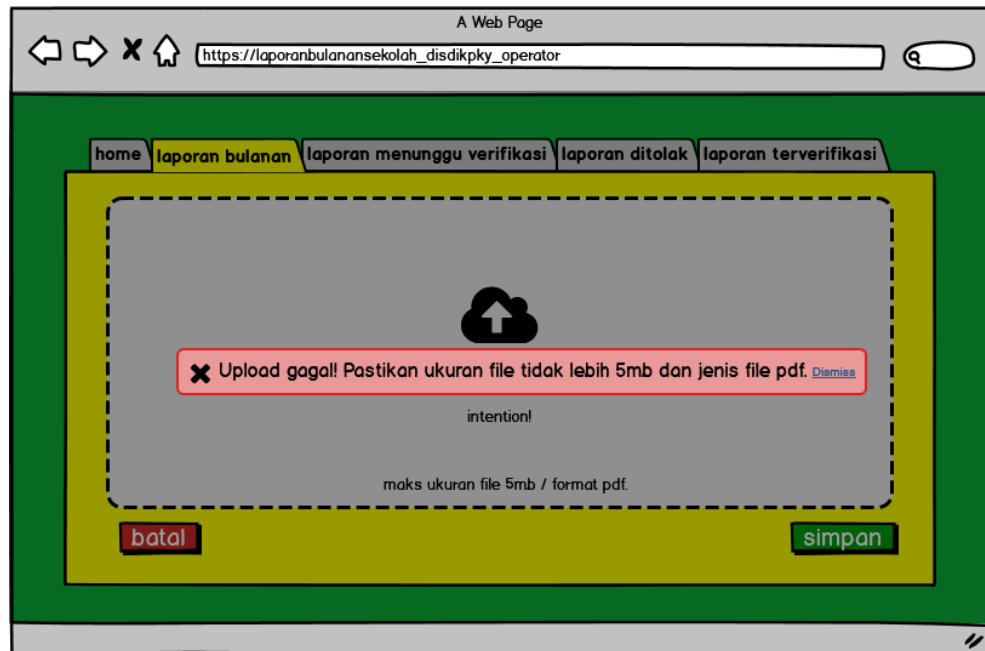 A Web Page
https://laporanbulanansekolah_disdikpky_operator
home laporan bulanan laporan menunggu verifikasi laporan ditolak laporan terverifikasi
Upload gagal! Pastikan ukuran file tidak lebih 5mb dan jenis file pdf. Dismiss
intention!
maks ukuran file 5mb / format pdf.
batal simpan